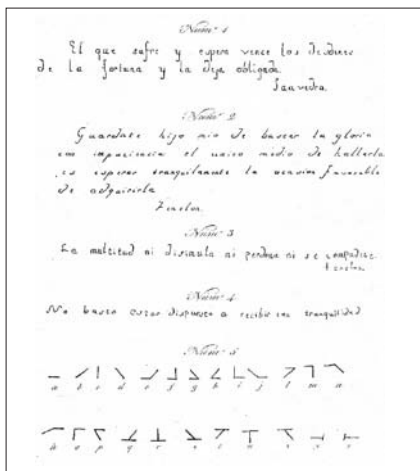 Núm. 1
El que sufre y espera vence los desdenes
de la fortuna y la deja obligada.
Saavedra.
Núm. 2
Guardate hijo mio de buscar la gloria
con impaciencia el unico medio de hallarla
es esperar tranquilamente la ocasion favorable
de adquirirla
Fenelon.
Núm. 3
La multitud ni disimula ni perdona ni se compadece
Núm. 4
No basta estar dispuesto a recibir con tranquilidad
Núm. 5
a b c d e f g h i j l m n
o p q r s t u v